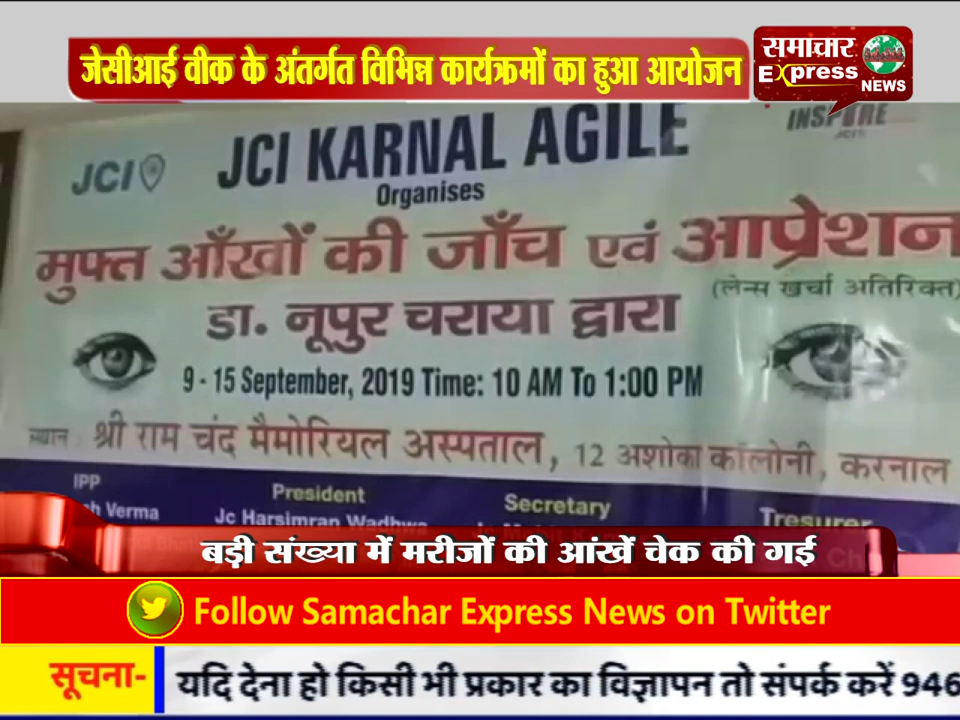 जेसीआई वीक के अंतर्गत विभिन्न कार्यक्रमों का हुआ आयोजन
समाचार
Express
NEWS
JCI
JCI KARNAL AGILE
Organises
मुफ्त आँखों की जाँच एवं आप्रेशन
(लेन्स खर्चा अतिरिक्त)
डा. नूपुर चराया द्वारा
9 - 15 September, 2019 Time: 10 AM To 1:00 PM
स्थान : श्री राम चंद मैमोरियल अस्पताल, 12 अशोका कॉलोनी, करनाल
IPP
Verma
President
Jc Harsimran Wadhwa
Secretary
Tresurer
बड़ी संख्या में मरीजों की आंखें चेक की गई
Follow Samachar Express News on Twitter
सूचना-
यदि देना हो किसी भी प्रकार का विज्ञापन तो संपर्क करें 946